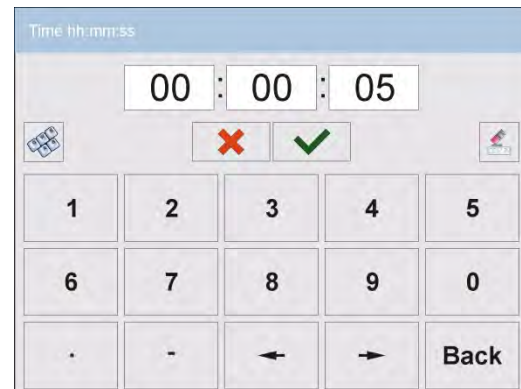 Time hh:mm:ss
00 : 00 : 05
1 2 3 4 5
6 7 8 9 0
. - ← → Back